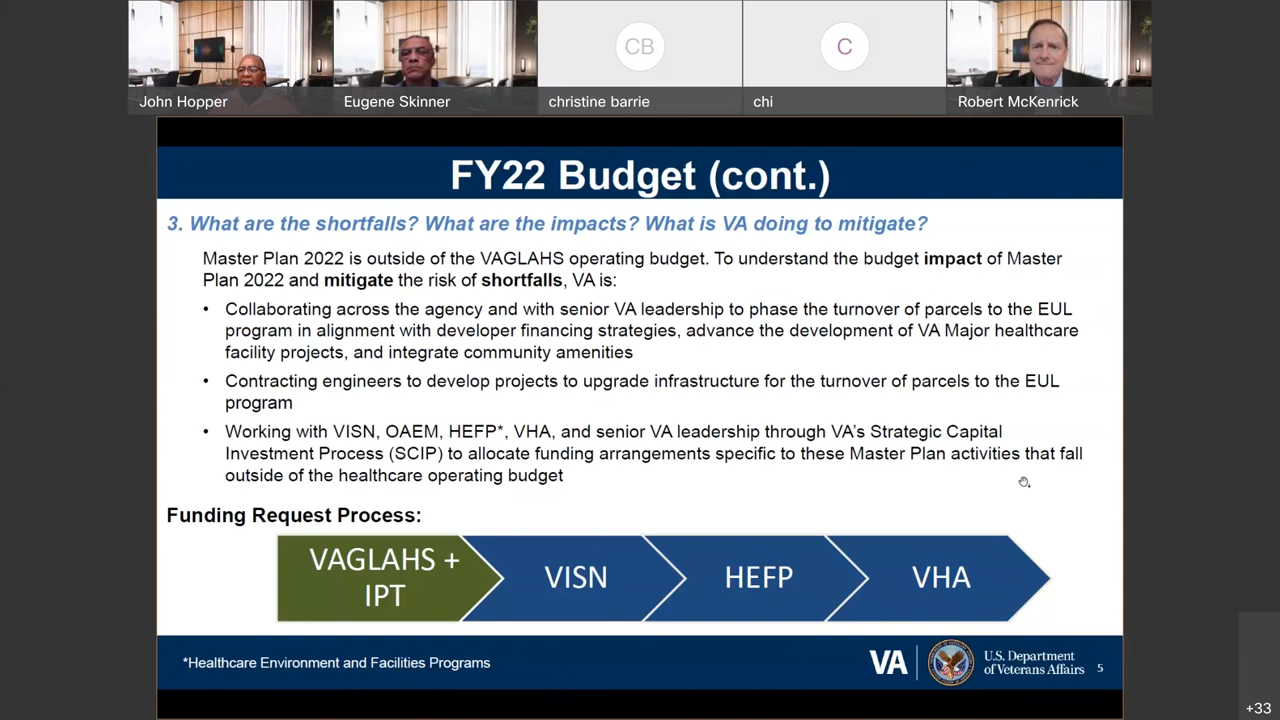 CB
C
John Hopper
Eugene Skinner
christine barrie
chi
Robert McKenrick
FY22 Budget (cont.)
3. What are the shortfalls? What are the impacts? What is VA doing to mitigate?
Master Plan 2022 is outside of the VAGLAHS operating budget. To understand the budget impact of Master
Plan 2022 and mitigate the risk of shortfalls, VA is:
• Collaborating across the agency and with senior VA leadership to phase the turnover of parcels to the EUL
program in alignment with developer financing strategies, advance the development of VA Major healthcare
facility projects, and integrate community amenities
• Contracting engineers to develop projects to upgrade infrastructure for the turnover of parcels to the EUL
program
• Working with VISN, OAEM, HEFP*, VHA, and senior VA leadership through VA’s Strategic Capital
Investment Process (SCIP) to allocate funding arrangements specific to these Master Plan activities that fall
outside of the healthcare operating budget
Funding Request Process:
VAGLAHS +
IPT
VISN
HEFP
VHA
*Healthcare Environment and Facilities Programs
VA
U.S. Department
of Veterans Affairs
5
+33